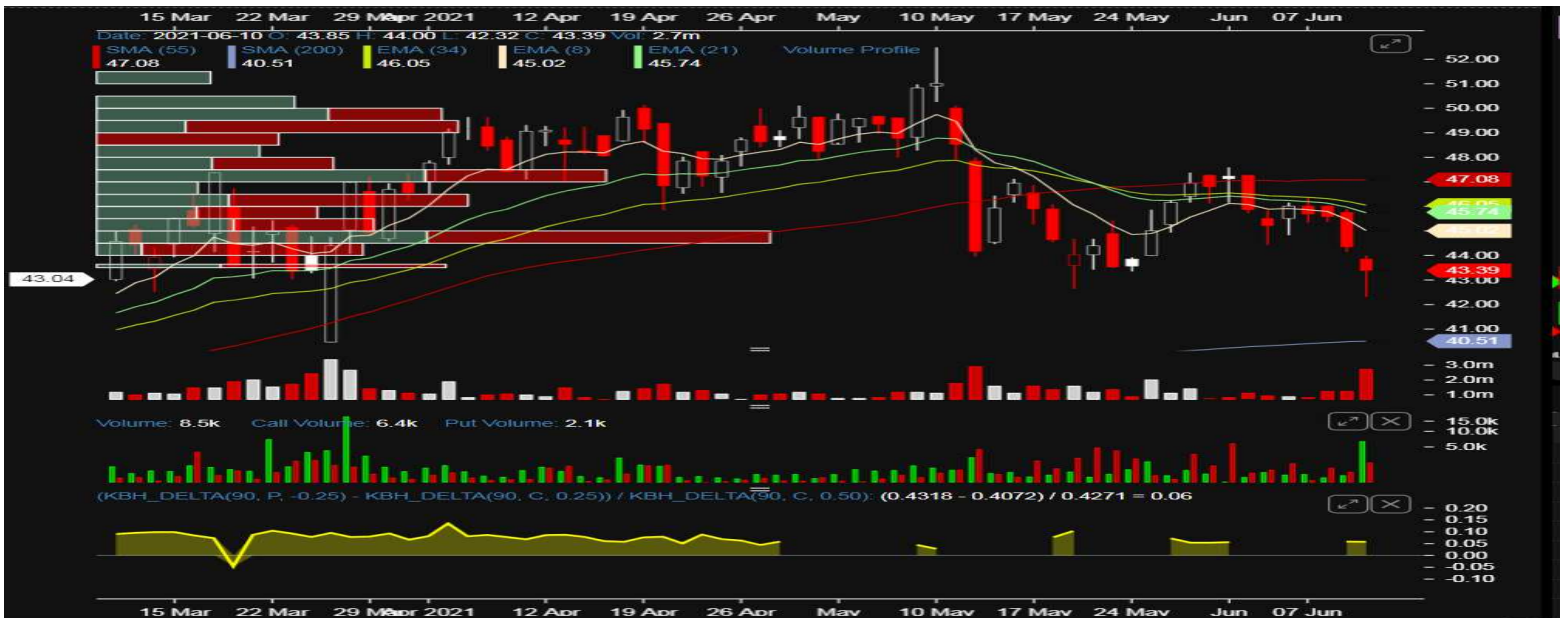 15 Mar 22 Mar 29 Mar Apr 2021 12 Apr 19 Apr 26 Apr May 10 May 17 May 24 May Jun 07 Jun
Date: 2021-06-10 O: 43.85 H: 44.00 L: 42.32 C: 43.39 Vol: 2.7m
SMA (55) SMA (200) EMA (34) EMA (8) EMA (21) Volume Profile
47.08 40.51 46.05 45.02 45.74
52.00
51.00
50.00
49.00
48.00
47.08
46.05
45.74
45.02
44.00
43.39
43.04
43.00
42.00
41.00
40.51
3.0m
2.0m
1.0m
Volume: 8.5k Call Volume: 6.4k Put Volume: 2.1k
15.0k
10.0k
5.0k
(KBH_DELTA(90, P, -0.25) - KBH_DELTA(90, C, 0.25)) / KBH_DELTA(90, C, 0.50): (0.4318 - 0.4072) / 0.4271 = 0.06
0.20
0.15
0.10
0.05
0.00
-0.05
-0.10
15 Mar 22 Mar 29 Mar Apr 2021 12 Apr 19 Apr 26 Apr May 10 May 17 May 24 May Jun 07 Jun